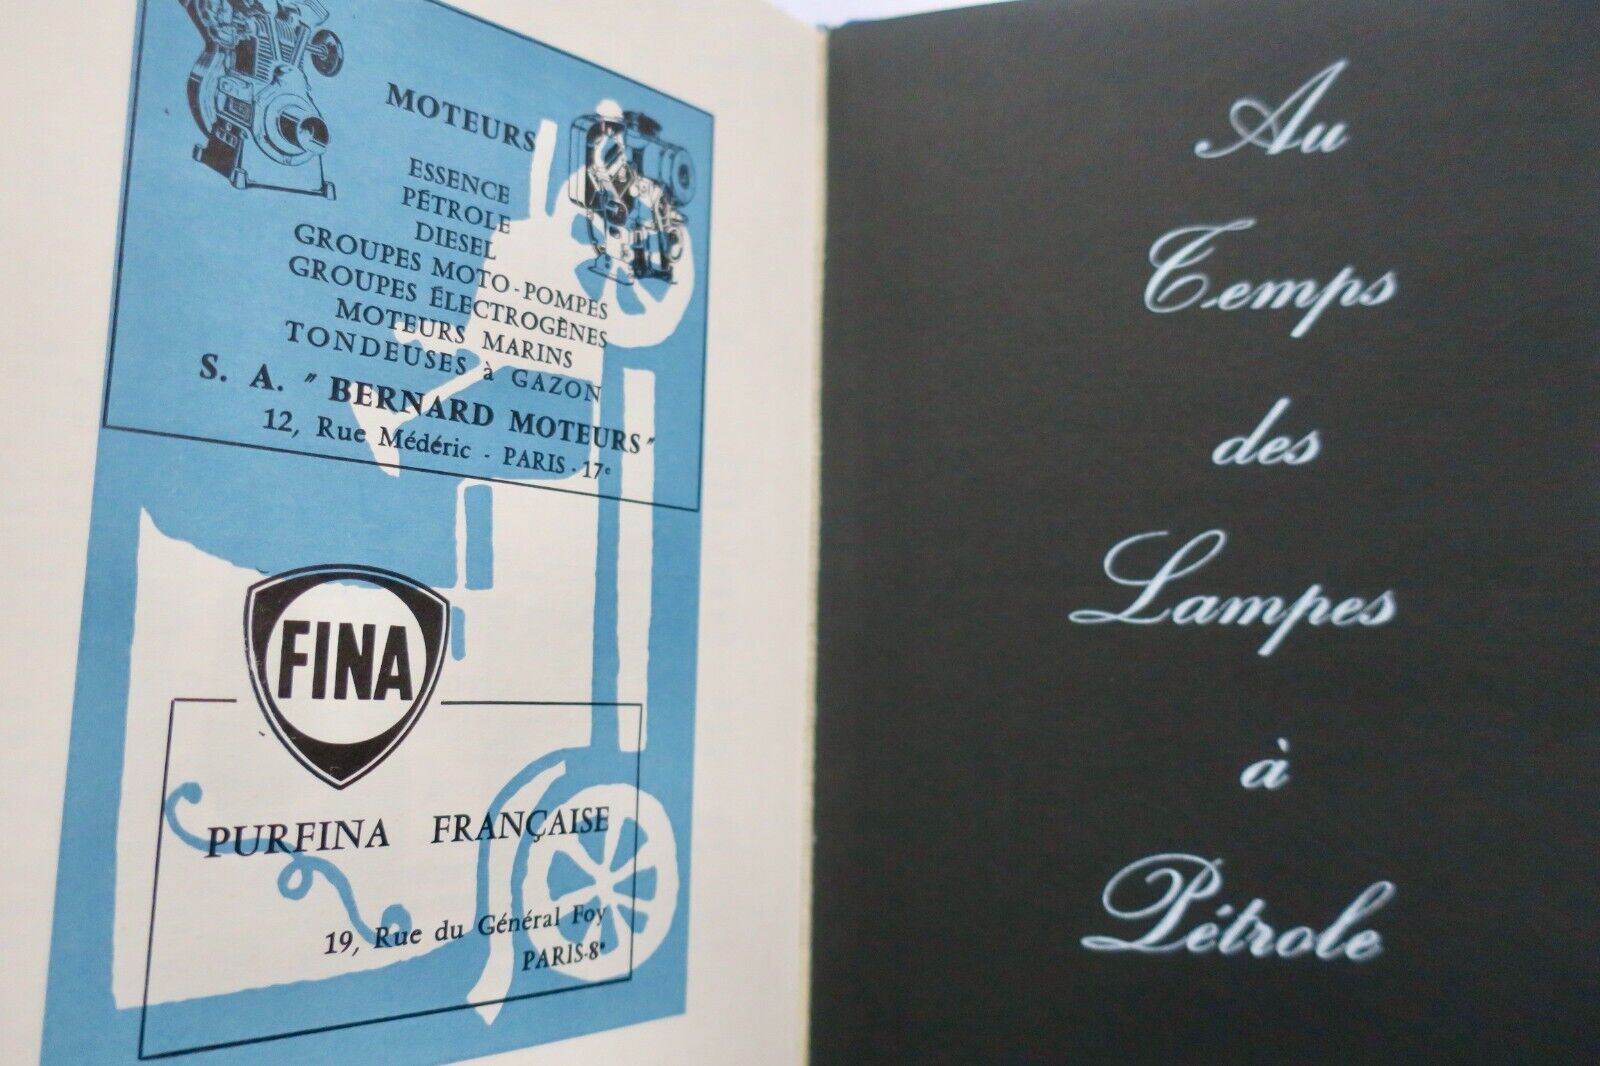 MOTEURS
ESSENCE
PÉTROLE
DIESEL
GROUPES MOTO-POMPES
GROUPES ÉLECTROGÈNES
MOTEURS MARINS
TONDEUSES à GAZON
S. A. "BERNARD MOTEURS"
12, Rue Médéric - PARIS-17e
FINA
PURFINA FRANÇAISE
19, Rue du Général Foy
PARIS-8e
Au
Temps
des
Lampes
à
Pétrole